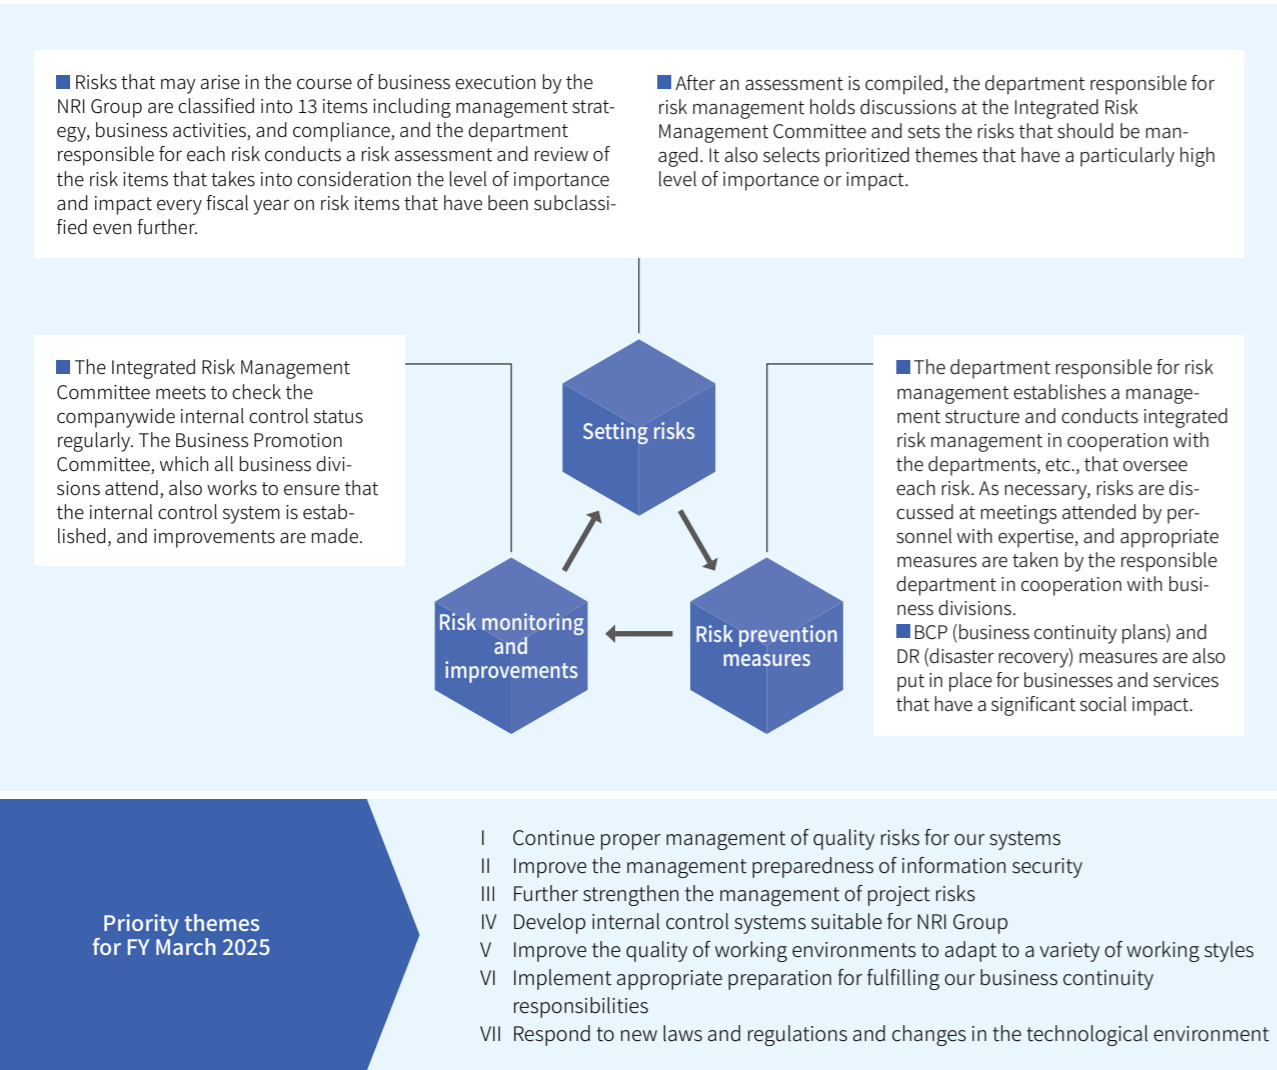 ■ Risks that may arise in the course of business execution by the
NRI Group are classified into 13 items including management strat-
egy, business activities, and compliance, and the department
responsible for each risk conducts a risk assessment and review of
the risk items that takes into consideration the level of importance
and impact every fiscal year on risk items that have been subclassi-
fied even further.
■ After an assessment is compiled, the department responsible for
risk management holds discussions at the Integrated Risk
Management Committee and sets the risks that should be man-
aged. It also selects prioritized themes that have a particularly high
level of importance or impact.
Setting risks
■ The Integrated Risk Management
Committee meets to check the
companywide internal control status
regularly. The Business Promotion
Committee, which all business divi-
sions attend, also works to ensure that
the internal control system is estab-
lished, and improvements are made.
Risk monitoring
and
improvements
Risk prevention
measures
■ The department responsible for risk
management establishes a manage-
ment structure and conducts integrated
risk management in cooperation with
the departments, etc., that oversee
each risk. As necessary, risks are dis-
cussed at meetings attended by per-
sonnel with expertise, and appropriate
measures are taken by the responsible
department in cooperation with busi-
ness divisions.
■ BCP (business continuity plans) and
DR (disaster recovery) measures are also
put in place for businesses and services
that have a significant social impact.
Priority themes
for FY March 2025
I Continue proper management of quality risks for our systems
II Improve the management preparedness of information security
III Further strengthen the management of project risks
IV Develop internal control systems suitable for NRI Group
V Improve the quality of working environments to adapt to a variety of working styles
VI Implement appropriate preparation for fulfilling our business continuity
responsibilities
VII Respond to new laws and regulations and changes in the technological environment